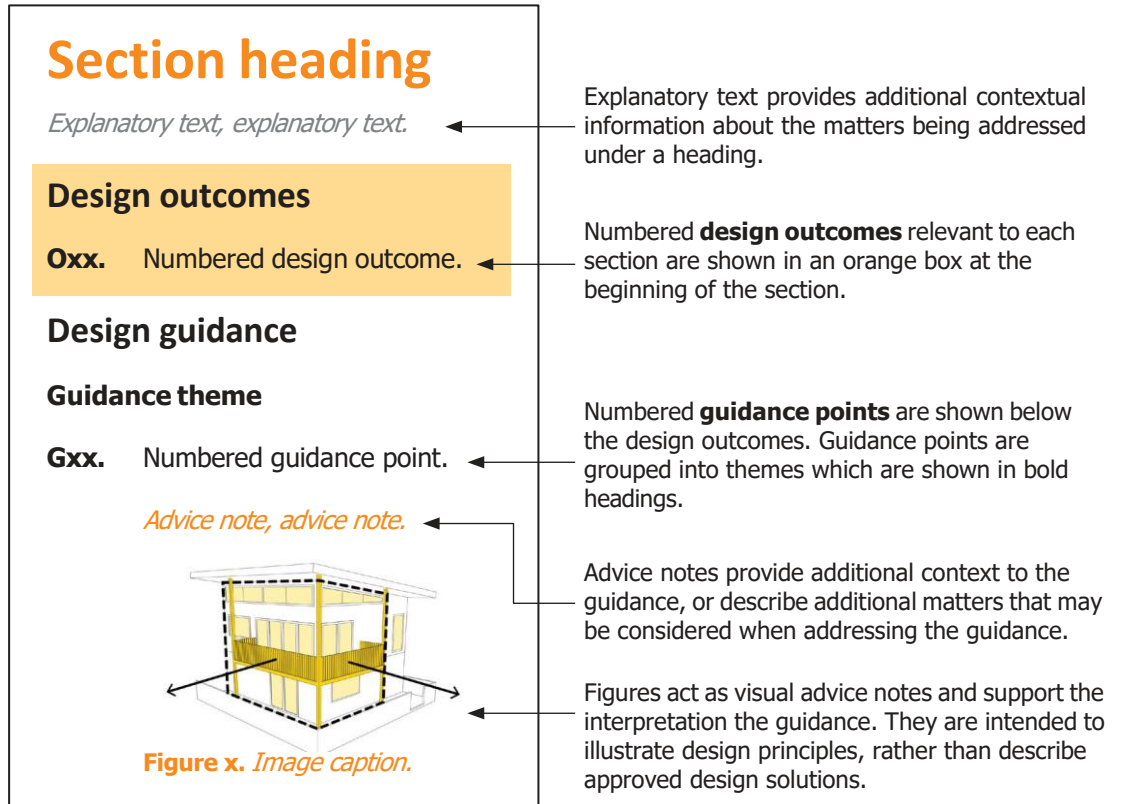 Section heading
Explanatory text, explanatory text.
Design outcomes
Oxx. Numbered design outcome.
Design guidance
Guidance theme
Gxx. Numbered guidance point.
Advice note, advice note.
Figure x. Image caption.
Explanatory text provides additional contextual
information about the matters being addressed
under a heading.
Numbered design outcomes relevant to each
section are shown in an orange box at the
beginning of the section.
Numbered guidance points are shown below
the design outcomes. Guidance points are
grouped into themes which are shown in bold
headings.
Advice notes provide additional context to the
guidance, or describe additional matters that may
be considered when addressing the guidance.
Figures act as visual advice notes and support the
interpretation the guidance. They are intended to
illustrate design principles, rather than describe
approved design solutions.